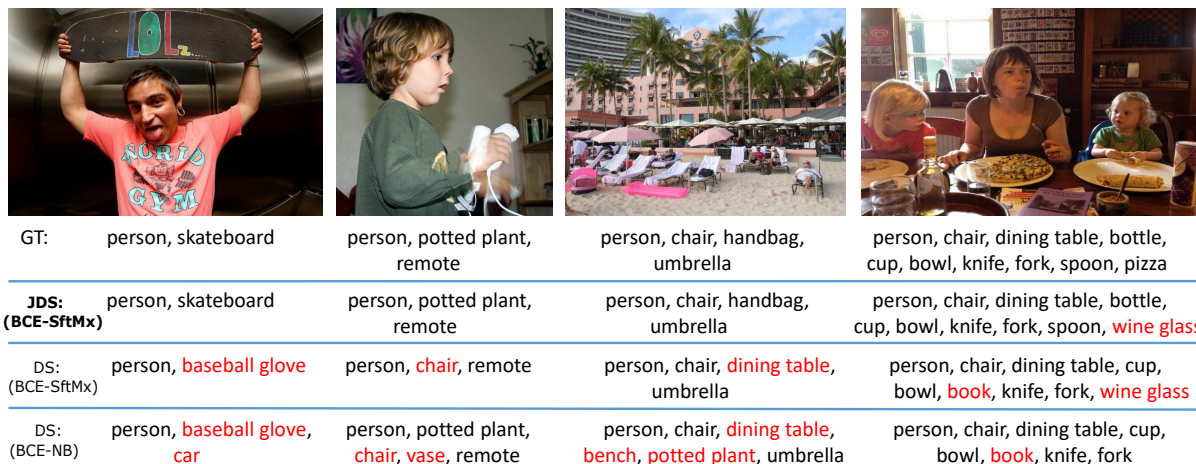 LOLz....
WORLD
GYM
GT:
person, skateboard
person, potted plant,
remote
person, chair, handbag,
umbrella
person, chair, dining table, bottle,
cup, bowl, knife, fork, spoon, pizza
JDS:
(BCE-SftMx)
person, skateboard
person, potted plant,
remote
person, chair, handbag,
umbrella
person, chair, dining table, bottle,
cup, bowl, knife, fork, spoon, wine glass
DS:
(BCE-SftMx)
person, baseball glove
person, chair, remote
person, chair, dining table,
umbrella
person, chair, dining table, cup,
bowl, book, knife, fork, wine glass
DS:
(BCE-NB)
person, baseball glove,
car
person, potted plant,
chair, vase, remote
person, chair, dining table,
bench, potted plant, umbrella
person, chair, dining table, cup,
bowl, book, knife, fork